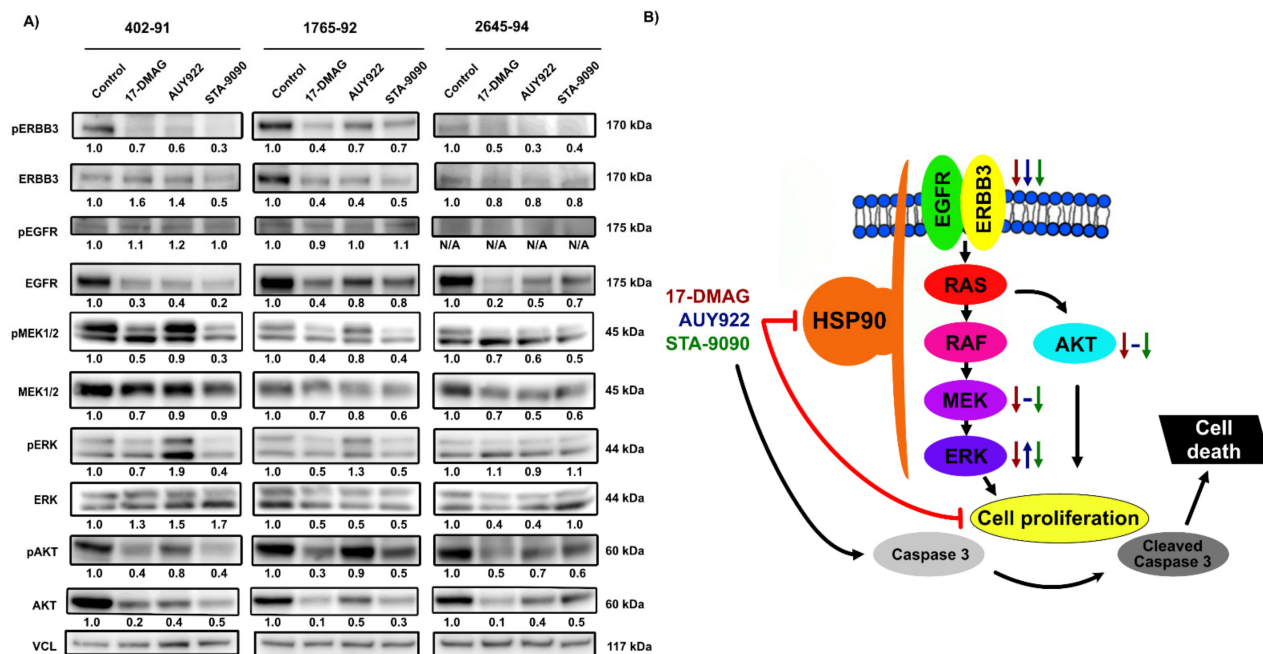 A)
402-91 1765-92 2645-94
Control 17-DMAG AUY922 STA-9090 Control 17-DMAG AUY922 STA-9090 Control 17-DMAG AUY922 STA-9090
pERBB3 170 kDa
1.0 0.7 0.6 0.3 1.0 0.4 0.7 0.7 1.0 0.5 0.3 0.4
ERBB3 170 kDa
1.0 1.6 1.4 0.5 1.0 0.4 0.4 0.5 1.0 0.8 0.8 0.8
pEGFR 175 kDa
1.0 1.1 1.2 1.0 1.0 0.9 1.0 1.1 N/A N/A N/A N/A
EGFR 175 kDa
1.0 0.3 0.4 0.2 1.0 0.4 0.8 0.8 1.0 0.2 0.5 0.7
pMEK1/2 45 kDa
1.0 0.5 0.9 0.3 1.0 0.4 0.8 0.4 1.0 0.7 0.6 0.5
MEK1/2 45 kDa
1.0 0.7 0.9 0.9 1.0 0.7 0.8 0.6 1.0 0.7 0.5 0.6
pERK 44 kDa
1.0 0.7 1.9 0.4 1.0 0.5 1.3 0.5 1.0 1.1 0.9 1.1
ERK 44 kDa
1.0 1.3 1.5 1.7 1.0 0.5 0.5 0.5 1.0 0.4 0.4 1.0
pAKT 60 kDa
1.0 0.4 0.8 0.4 1.0 0.3 0.9 0.5 1.0 0.5 0.7 0.6
AKT 60 kDa
1.0 0.2 0.4 0.5 1.0 0.1 0.5 0.3 1.0 0.1 0.4 0.5
VCL 117 kDa
B)
EGFR
ERBB3
17-DMAG
AUY922
STA-9090
HSP90
RAS
RAF
AKT
MEK
ERK
Cell
death
Cell proliferation
Caspase 3
Cleaved
Caspase 3